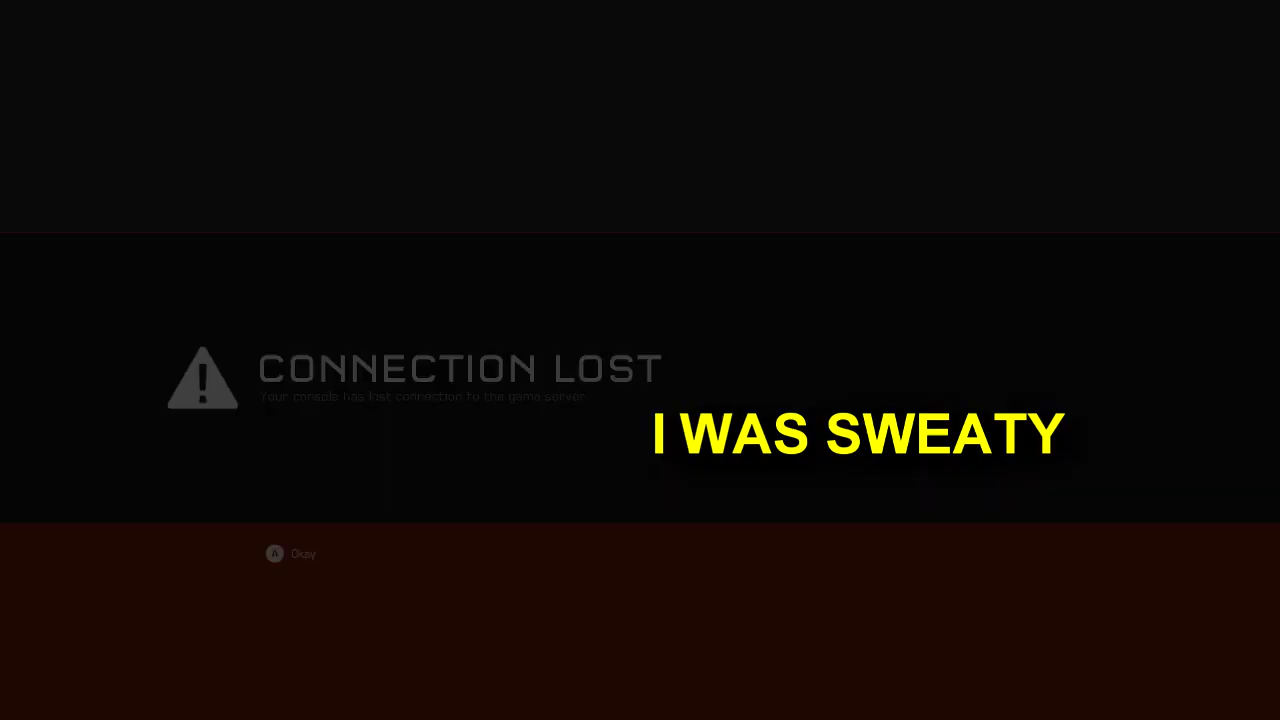 CONNECTION LOST
Your console has lost connection to the game server.
I WAS SWEATY
A Okay